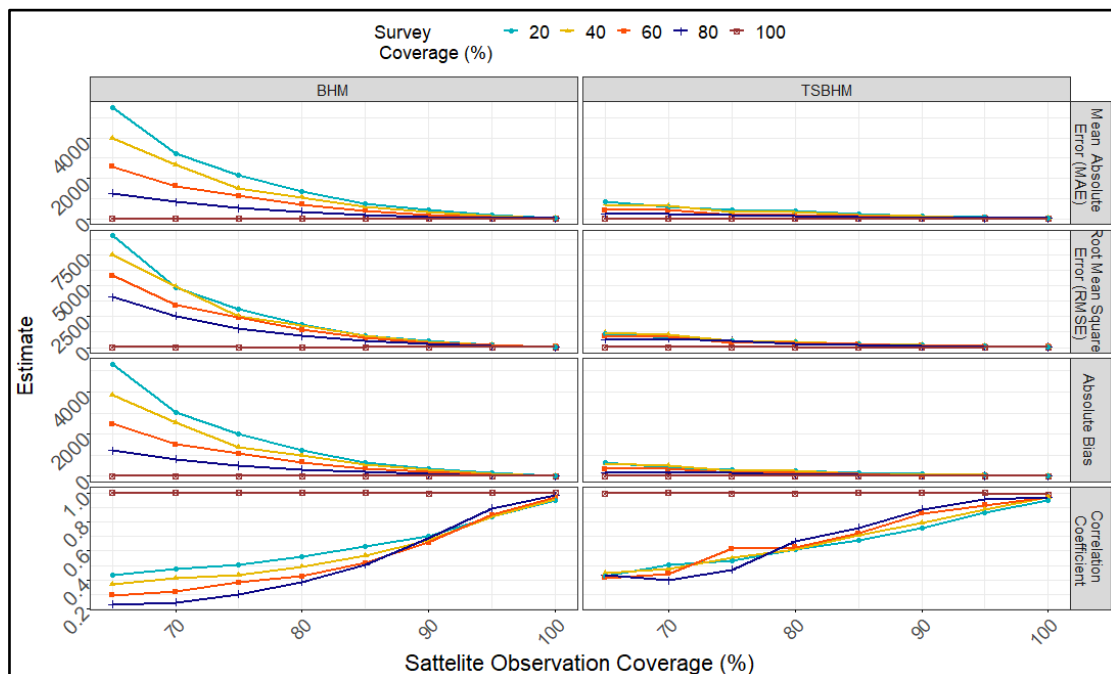 Survey
Coverage (%)
20 40 60 80 100
BHM TSBHM
Mean Absolute
Error (MAE)
0 2000 4000
Root Mean Square
Error (RMSE)
0 2500 5000 7500
Absolute Bias
0 2000 4000
Correlation
Coefficient
0.2 0.4 0.6 0.8 1.0
Estimate
70 80 90 100 70 80 90 100
Sattelite Observation Coverage (%)